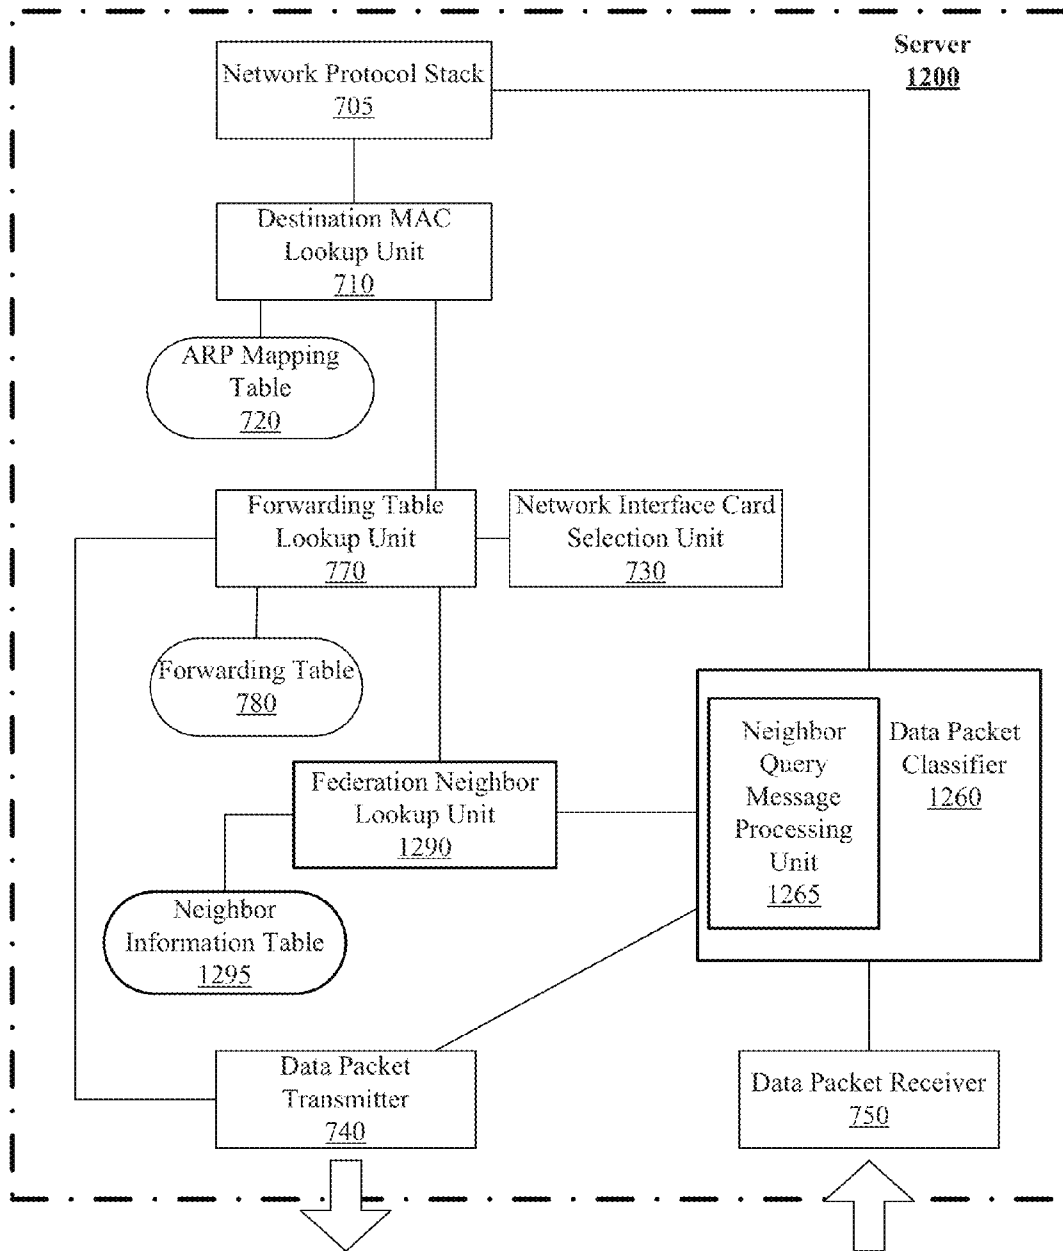 Server
1200
Network Protocol Stack
705
Destination MAC
Lookup Unit
710
ARP Mapping
Table
720
Forwarding Table
Lookup Unit
770
Network Interface Card
Selection Unit
730
Forwarding Table
780
Neighbor
Query
Message
Processing
Unit
1265
Data Packet
Classifier
1260
Federation Neighbor
Lookup Unit
1290
Neighbor
Information Table
1295
Data Packet
Transmitter
740
Data Packet Receiver
750